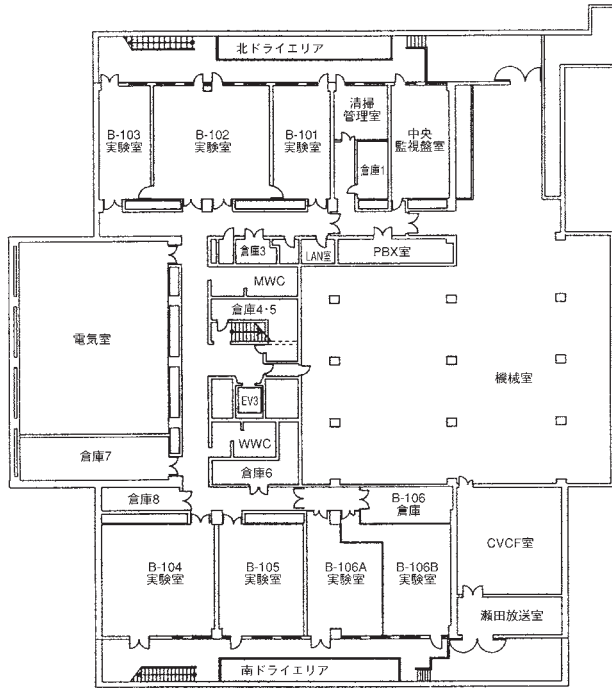 北ドライエリア
B-103
実験室
B-102
実験室
B-101
実験室
清掃
管理室
倉庫1
中央
監視盤室
倉庫3
LAN室
PBX室
MWC
倉庫4・5
電気室
機械室
EV3
WWC
倉庫7
倉庫6
倉庫8
B-106
倉庫
CVCF室
B-104
実験室
B-105
実験室
B-106A
実験室
B-106B
実験室
瀬田放送室
南ドライエリア